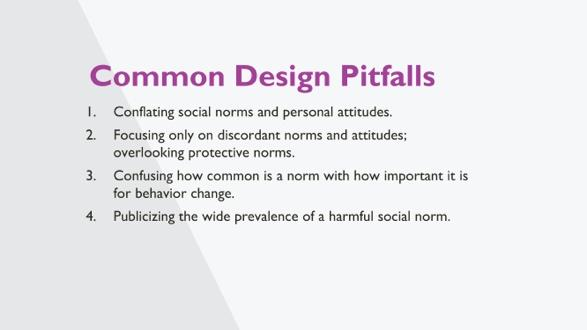 Common Design Pitfalls
1. Conflating social norms and personal attitudes.
2. Focusing only on discordant norms and attitudes;
overlooking protective norms.
3. Confusing how common is a norm with how important it is
for behavior change.
4. Publicizing the wide prevalence of a harmful social norm.